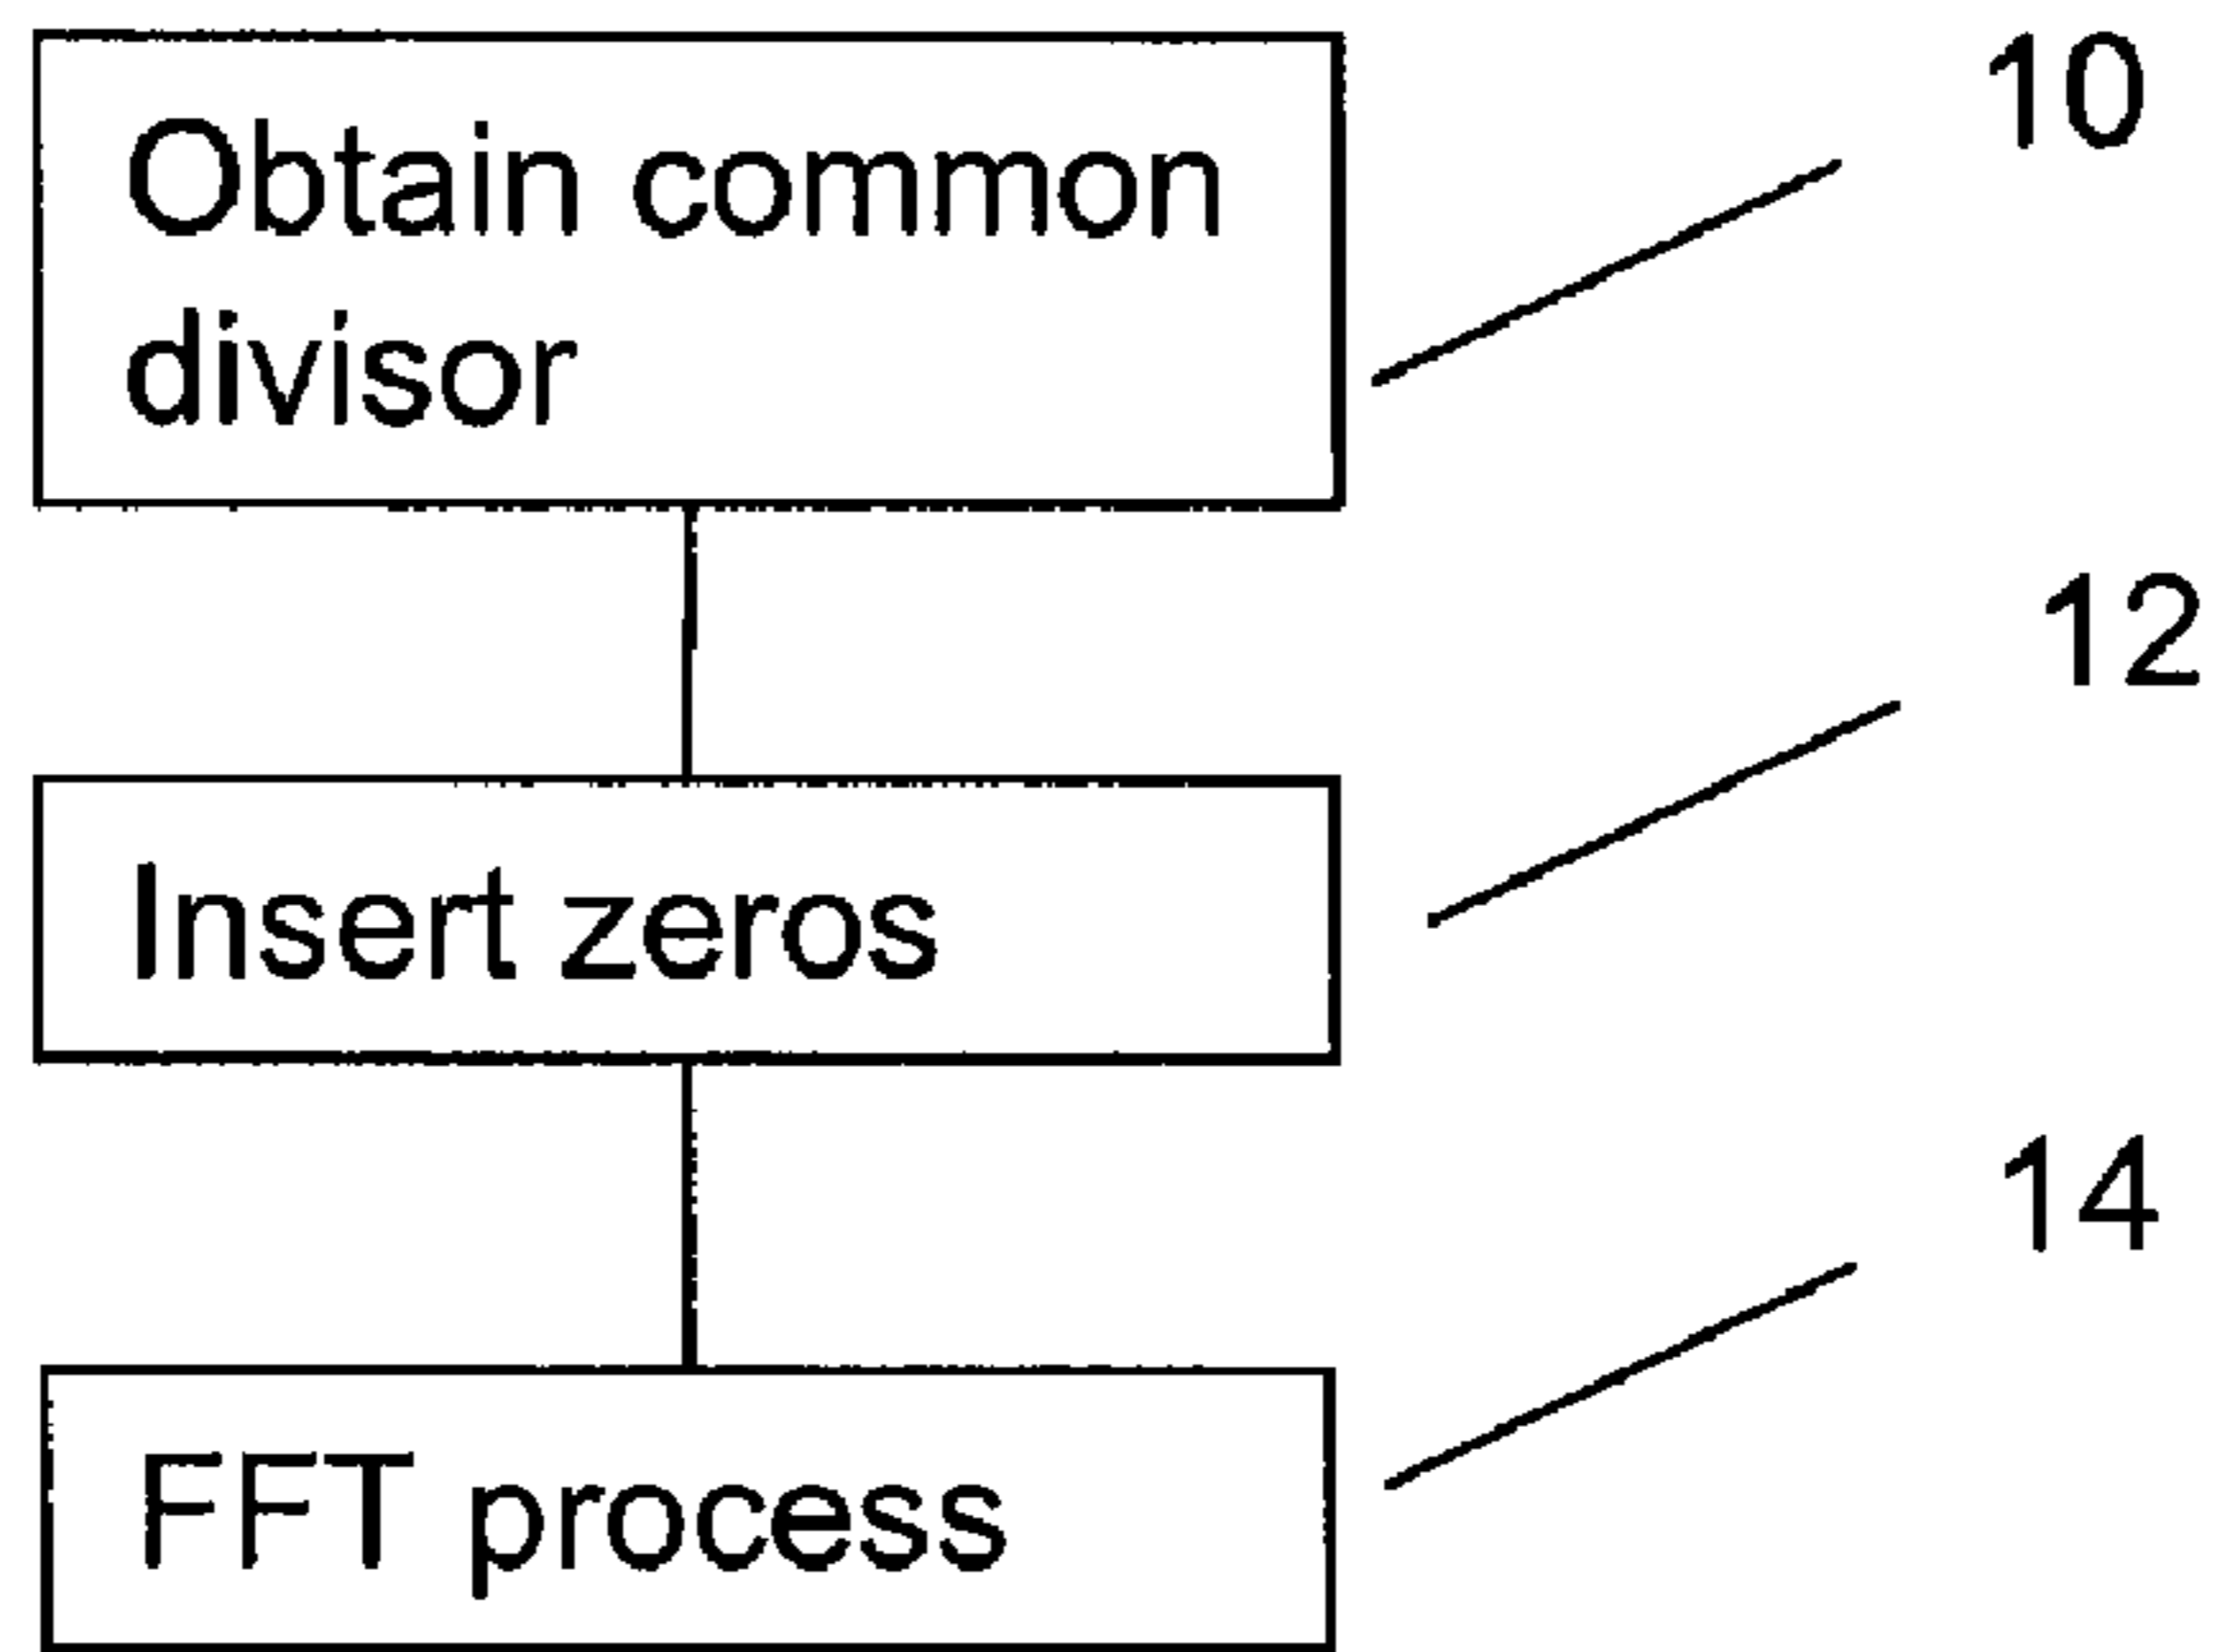 Obtain common
divisor
10
Insert zeros
12
FFT process
14